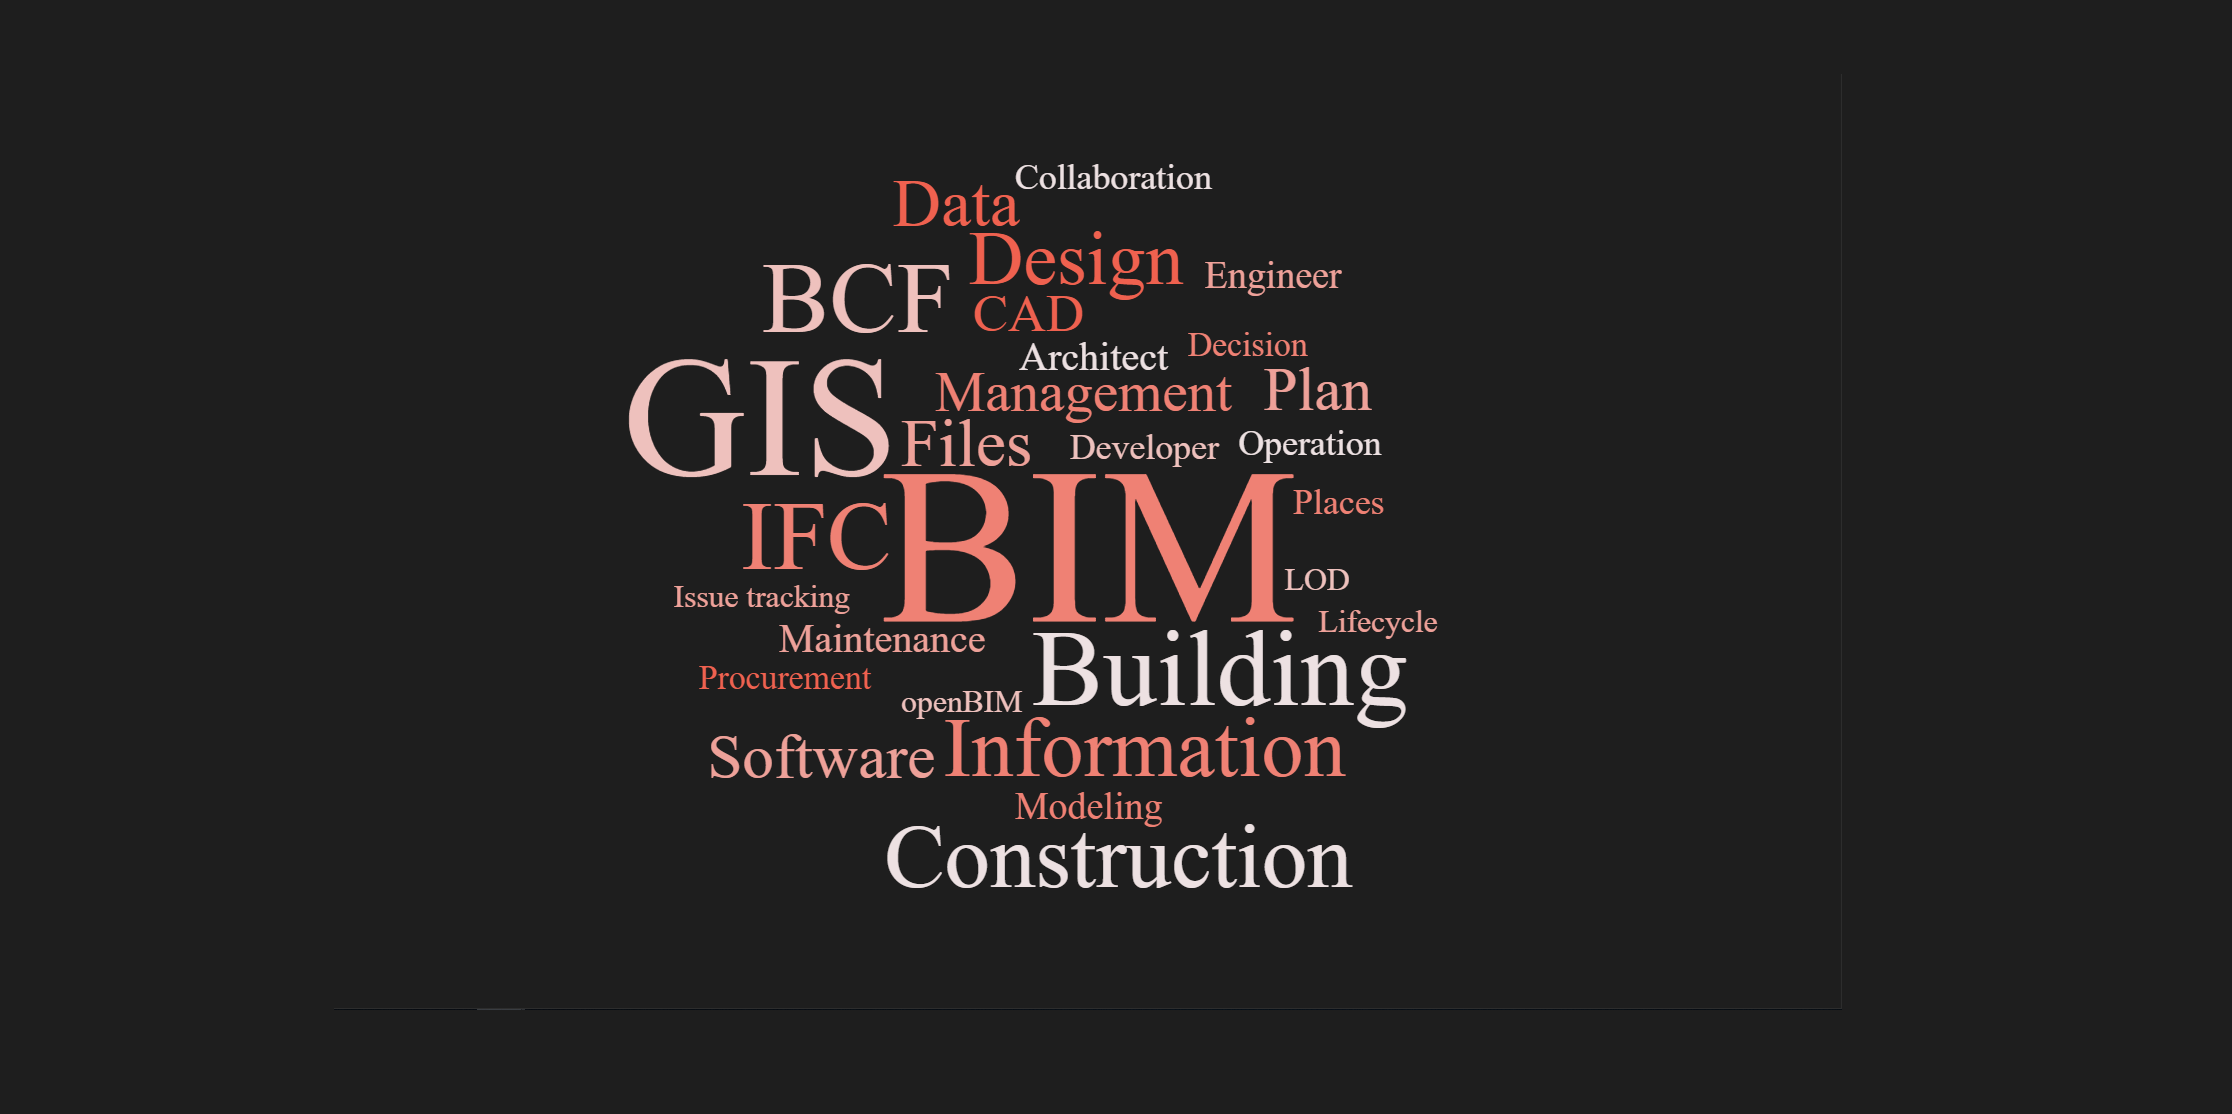 Collaboration
Data
Design
Engineer
BCF
CAD
Architect
Decision
GIS
Management
Plan
Files
Developer
Operation
BIM
Places
IFC
LOD
Issue tracking
Lifecycle
Maintenance
Building
Procurement
openBIM
Software
Information
Modeling
Construction